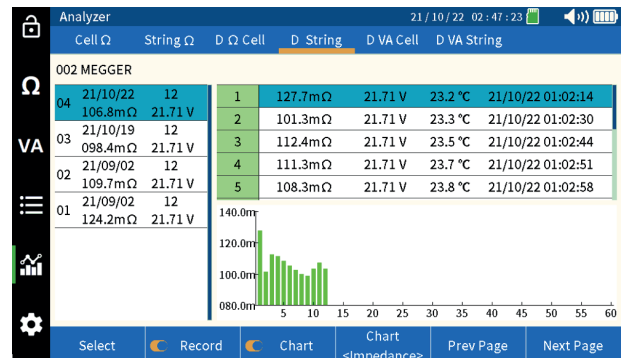 Analyzer 21/10/22 02:47:23
Cell Ω String Ω D Ω Cell D String D VA Cell D VA String
002 MEGGER
Ω
VA
04 21/10/22 12
106.8mΩ 21.71 V
03 21/10/19 12
098.4mΩ 21.71 V
02 21/09/02 12
109.7mΩ 21.71 V
01 21/09/02 12
124.2mΩ 21.71 V
1 127.7mΩ 21.71 V 23.2 ℃ 21/10/22 01:02:14
2 101.3mΩ 21.71 V 23.3 ℃ 21/10/22 01:02:30
3 112.4mΩ 21.71 V 23.5 ℃ 21/10/22 01:02:44
4 111.3mΩ 21.71 V 23.7 ℃ 21/10/22 01:02:51
5 108.3mΩ 21.71 V 23.8 ℃ 21/10/22 01:02:58
140.0m
120.0m
100.0m
080.0m
5 10 15 20 25 30 35 40 45 50 55 60
Select Record Chart Chart <Impedance> Prev Page Next Page